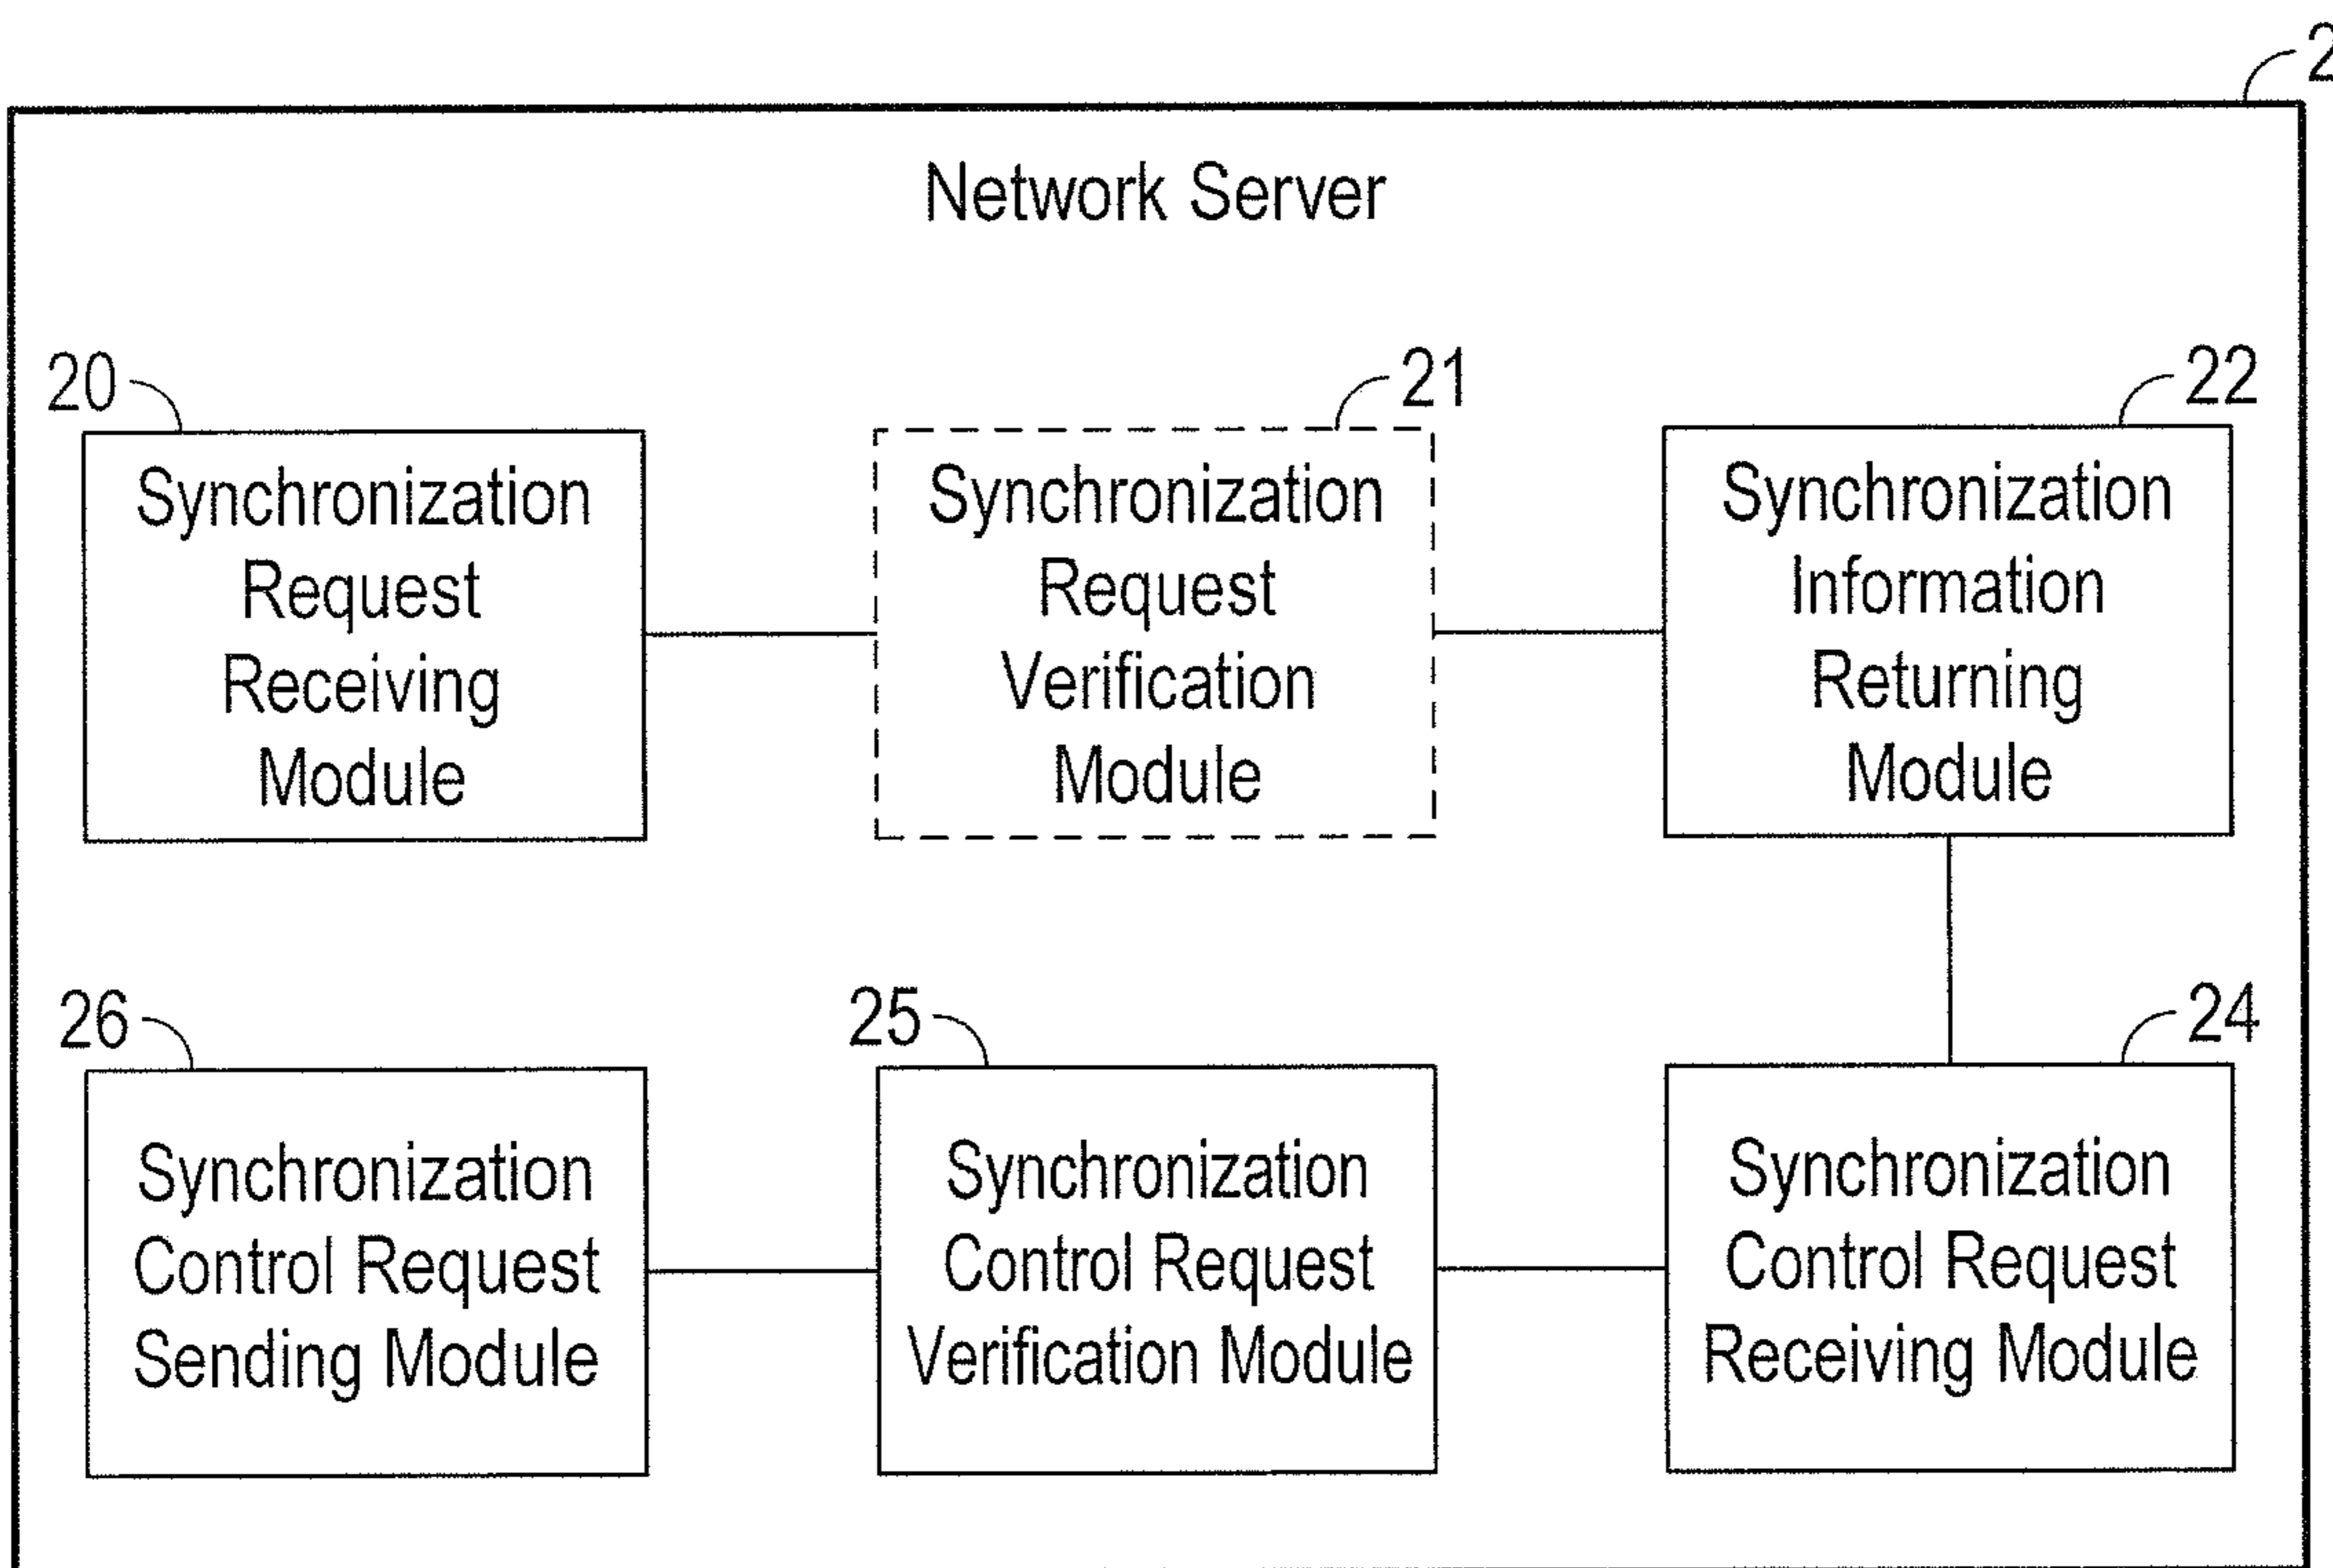 2
Network Server
20
21
22
Synchronization
Request
Receiving
Module
Synchronization
Request
Verification
Module
Synchronization
Information
Returning
Module
26
25
24
Synchronization
Control Request
Sending Module
Synchronization
Control Request
Verification Module
Synchronization
Control Request
Receiving Module